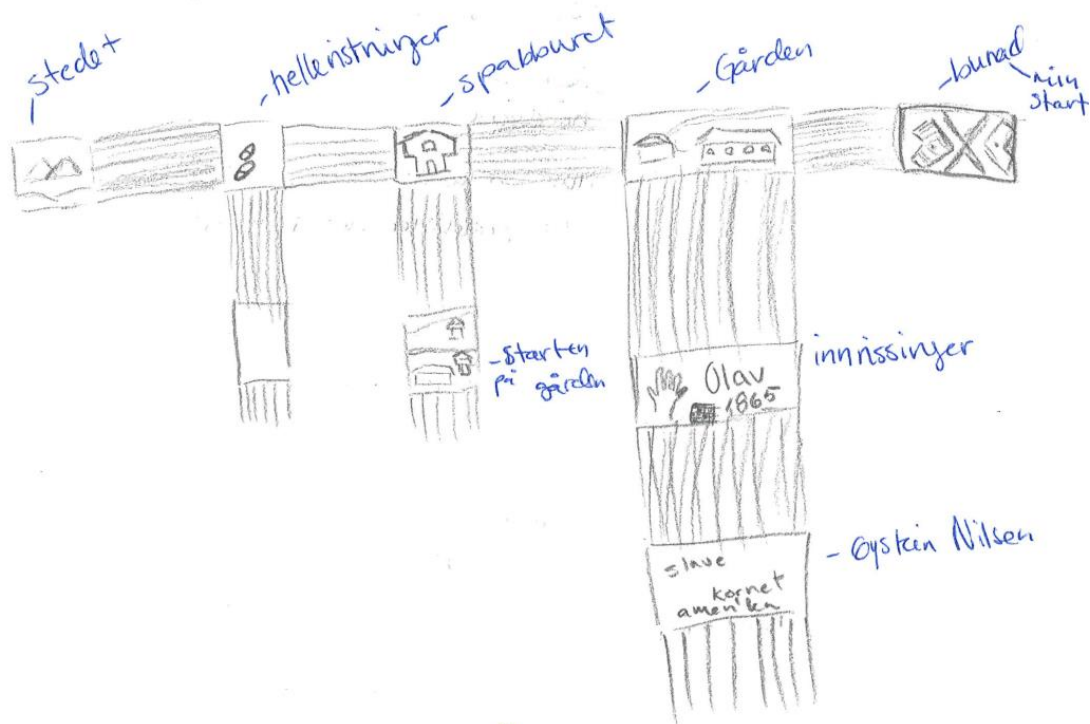 stedet
- helleristninger
- spabburet
- Gården
- bunad
- min
start
- Starten
på gården
innrissinger
Olav
1865
- Øystein Nilsen
slave
kornet
amerika